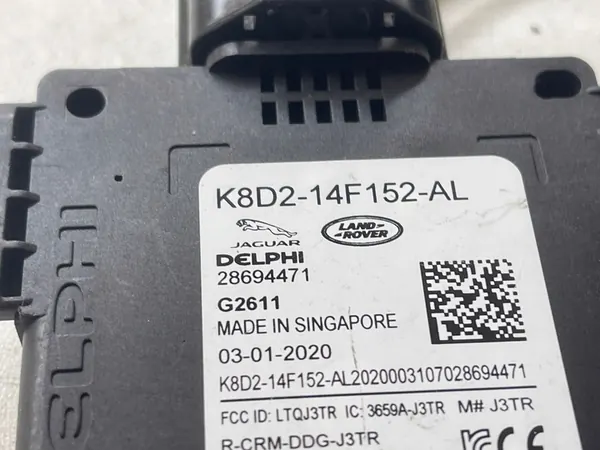 K8D2-14F152-AL
JAGUAR
LAND-
ROVER
DELPHI
28694471
G2611
MADE IN SINGAPORE
03-01-2020
K8D2-14F152-AL2020003107028694471
FCC ID: LTQJ3TR IC: 3659A-J3TR M# J3TR
R-CRM-DDG-J3TR
CE
DELPHI